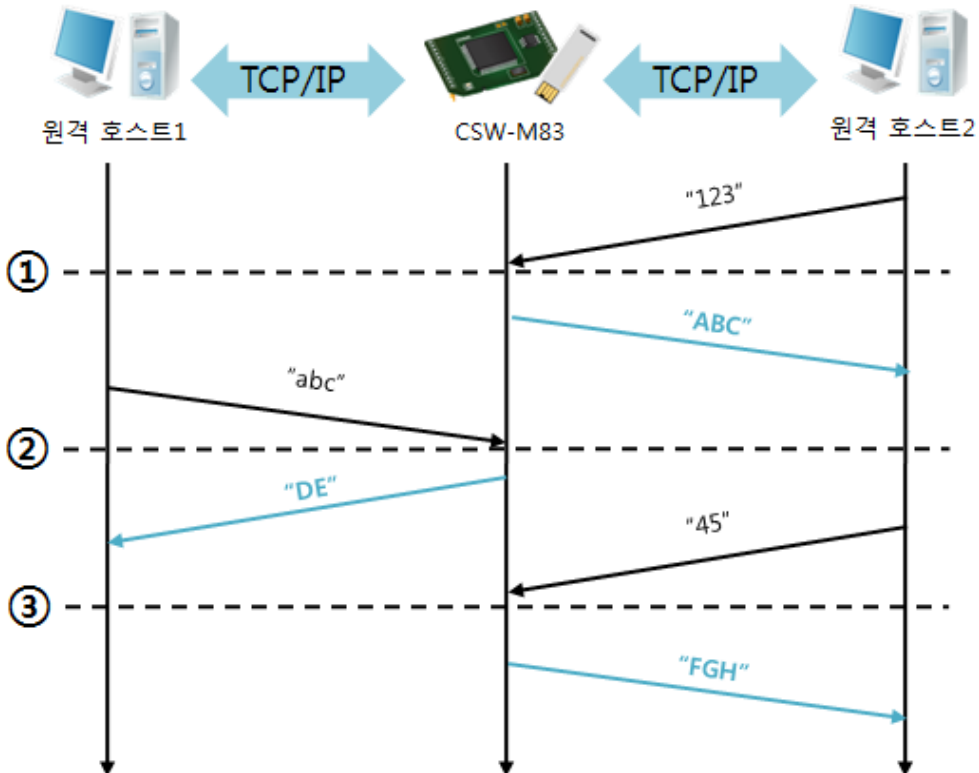 TCP/IP
TCP/IP
원격 호스트1
CSW-M83
원격 호스트2
"123"
①
"ABC"
"abc"
②
"DE"
"45"
③
"FGH"